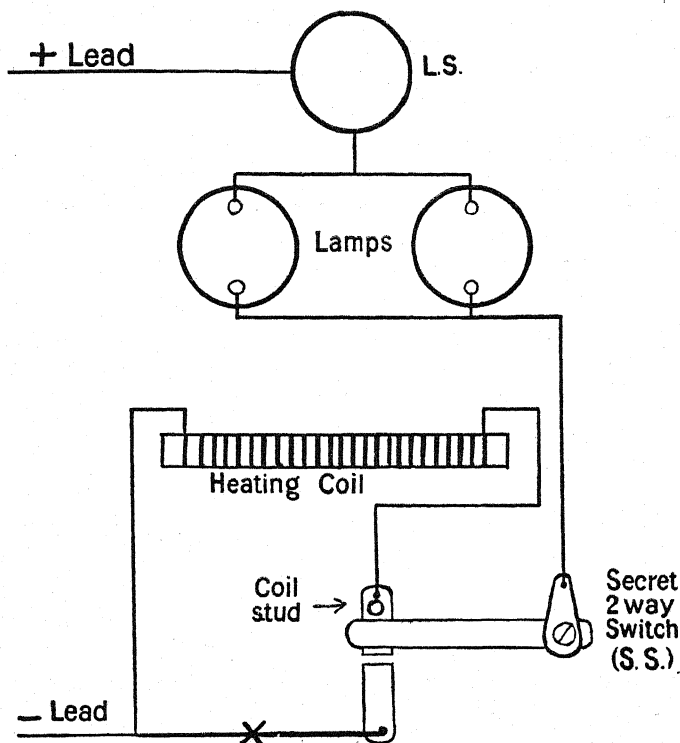 + Lead
L.S.
Lamps
Heating Coil
Coil
stud →
Secret
2 way
Switch
(S.S.)
– Lead
X